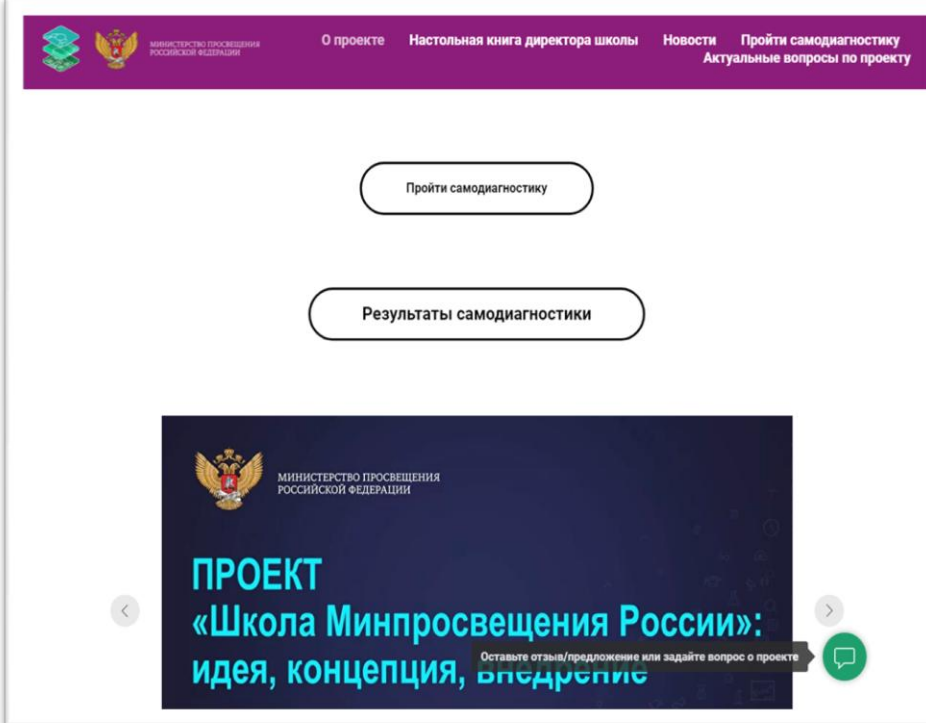 МИНИСТЕРСТВО ПРОСВЕЩЕНИЯ
РОССИЙСКОЙ ФЕДЕРАЦИИ
О проекте
Настольная книга директора школы
Новости
Пройти самодиагностику
Актуальные вопросы по проекту
Пройти самодиагностику
Результаты самодиагностики
МИНИСТЕРСТВО ПРОСВЕЩЕНИЯ
РОССИЙСКОЙ ФЕДЕРАЦИИ
ПРОЕКТ
«Школа Минпросвещения России»:
идея, концепция, внедрение
Оставьте отзыв/предложение или задайте вопрос о проекте